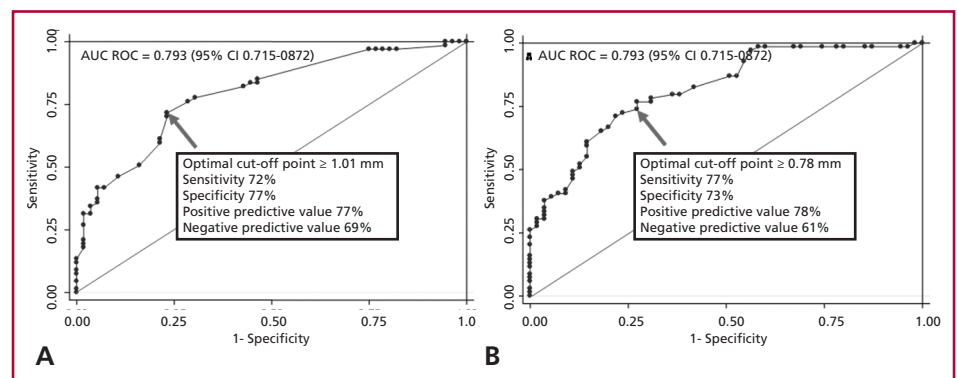 AUC ROC = 0.793 (95% CI 0.715-0872)
1.00
0.75
0.50
0.25
0.00
Sensitivity
Optimal cut-off point ≥ 1.01 mm
Sensitivity 72%
Specificity 77%
Positive predictive value 77%
Negative predictive value 69%
0.00 0.25 0.50 0.75 1.0
1- Specificity
A
AUC ROC = 0.793 (95% CI 0.715-0872)
1.00
0.75
0.50
0.25
0.00
Sensitivity
Optimal cut-off point ≥ 0.78 mm
Sensitivity 77%
Specificity 73%
Positive predictive value 78%
Negative predictive value 61%
0.00 0.25 0.50 0.75 1.00
1- Specificity
B